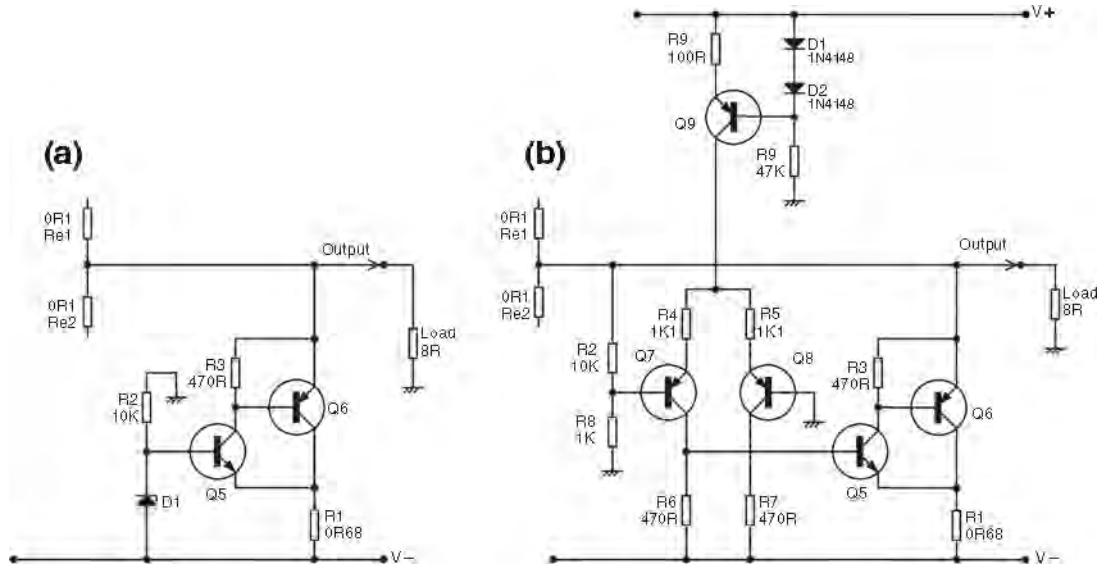 (a)
0R1
Re1
0R1
Re2
Output
Load
8R
R3
470R
R2
10K
Q6
Q5
D1
R1
0R68
V–
(b)
V+
R9
100R
D1
1N4148
D2
1N4148
Q9
R9
47K
0R1
Re1
0R1
Re2
Output
Load
8R
R4
1K1
R5
1K1
R2
10K
Q7
Q8
R8
1K
R3
470R
Q6
Q5
R6
470R
R7
470R
R1
0R68
V–